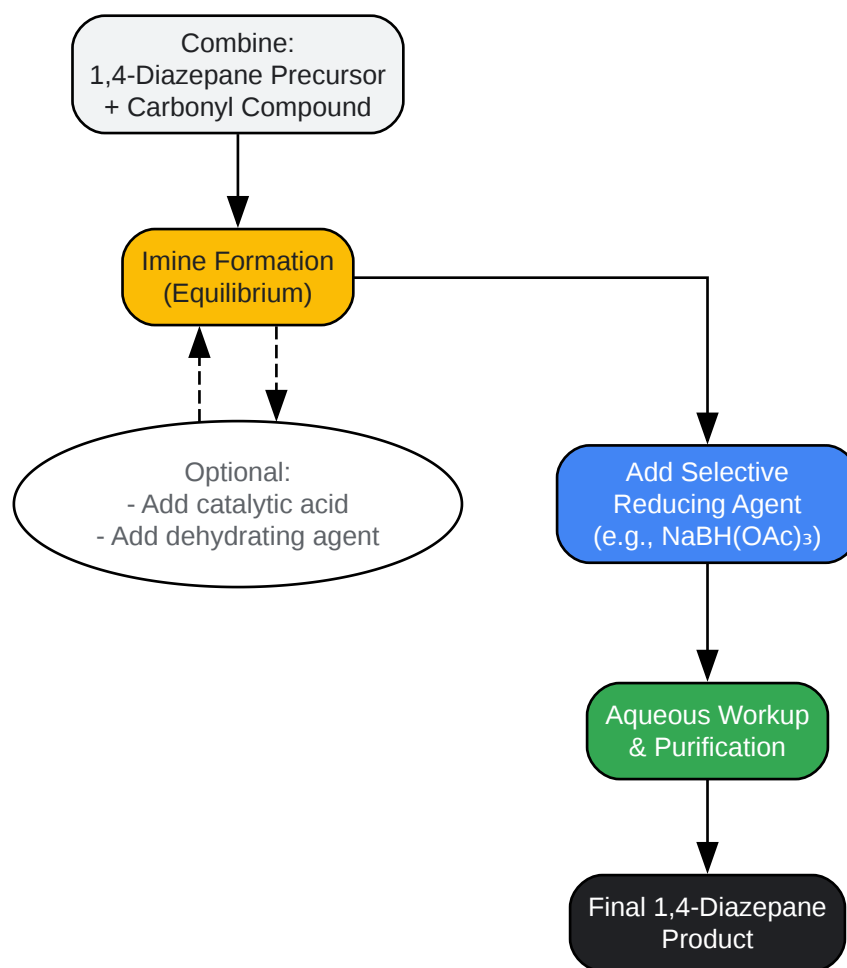 Combine:
1,4-Diazepane Precursor
+ Carbonyl Compound
Imine Formation
(Equilibrium)
Optional:
- Add catalytic acid
- Add dehydrating agent
Add Selective
Reducing Agent
(e.g., NaBH(OAc)₃)
Aqueous Workup
& Purification
Final 1,4-Diazepane
Product